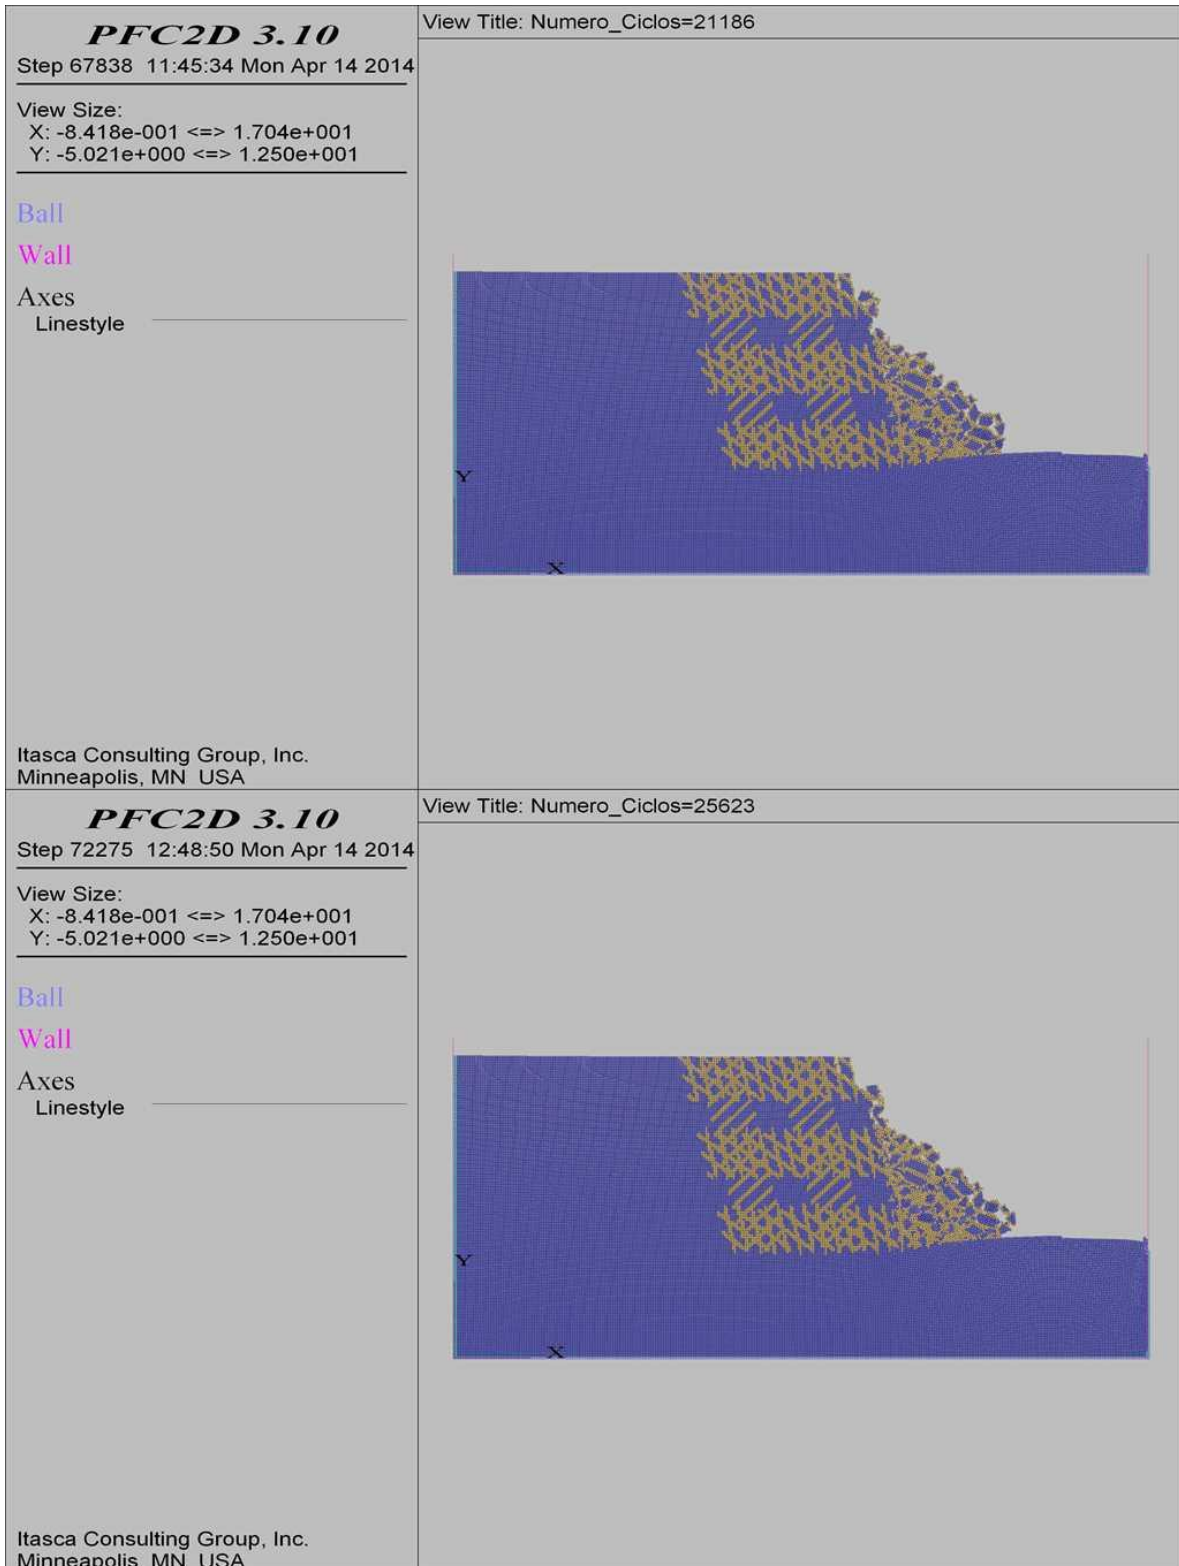 PFC2D 3.10
Step 67838 11:45:34 Mon Apr 14 2014
View Size:
X: -8.418e-001 <=> 1.704e+001
Y: -5.021e+000 <=> 1.250e+001
Ball
Wall
Axes
Linestyle
Itasca Consulting Group, Inc.
Minneapolis, MN USA
View Title: Numero_Ciclos=21186
Y
X
PFC2D 3.10
Step 72275 12:48:50 Mon Apr 14 2014
View Size:
X: -8.418e-001 <=> 1.704e+001
Y: -5.021e+000 <=> 1.250e+001
Ball
Wall
Axes
Linestyle
Itasca Consulting Group, Inc.
Minneapolis, MN USA
View Title: Numero_Ciclos=25623
Y
X